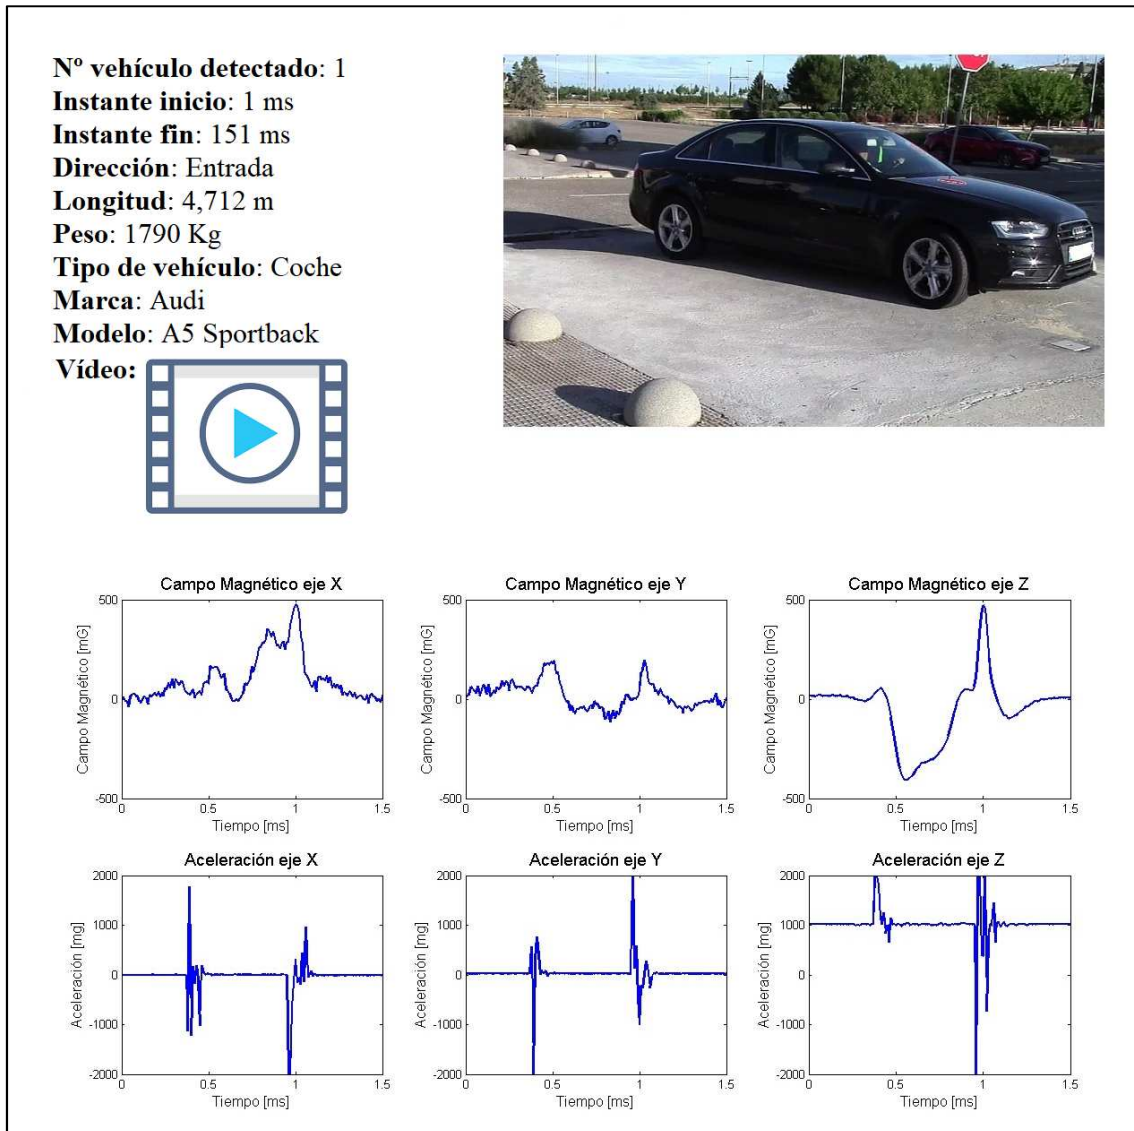 Nº vehículo detectado: 1
Instante inicio: 1 ms
Instante fin: 151 ms
Dirección: Entrada
Longitud: 4,712 m
Peso: 1790 Kg
Tipo de vehículo: Coche
Marca: Audi
Modelo: A5 Sportback
Vídeo:
Campo Magnético eje X
Campo Magnético [mG]
500
0
-500
0 0.5 1 1.5
Tiempo [ms]
Campo Magnético eje Y
Campo Magnético [mG]
500
0
-500
0 0.5 1 1.5
Tiempo [ms]
Campo Magnético eje Z
Campo Magnético [mG]
500
0
-500
0 0.5 1 1.5
Tiempo [ms]
Aceleración eje X
Aceleración [mg]
2000
1000
0
-1000
-2000
0 0.5 1 1.5
Tiempo [ms]
Aceleración eje Y
Aceleración [mg]
2000
1000
0
-1000
-2000
0 0.5 1 1.5
Tiempo [ms]
Aceleración eje Z
Aceleración [mg]
2000
1000
0
-1000
-2000
0 0.5 1 1.5
Tiempo [ms]